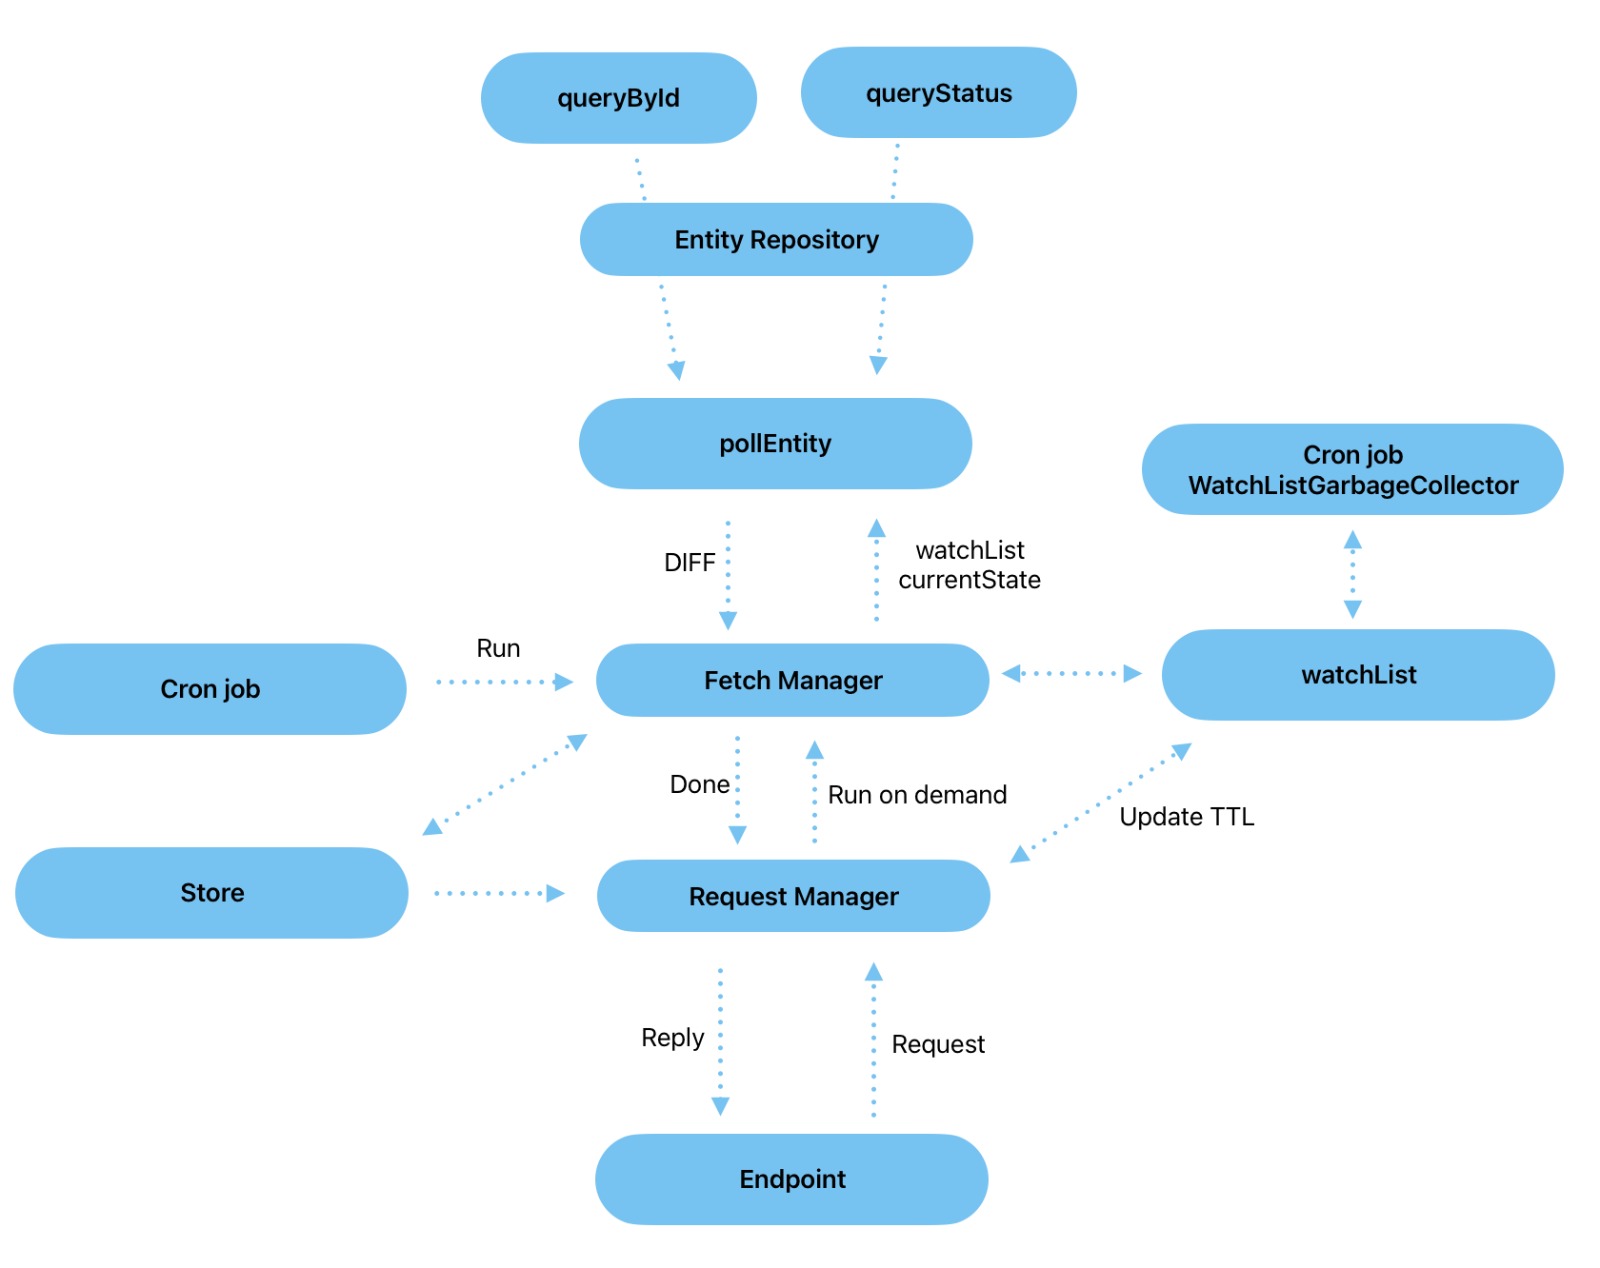 queryById
queryStatus
Entity Repository
pollEntity
Cron job
WatchListGarbageCollector
DIFF
watchList
currentState
Run
Cron job
Fetch Manager
watchList
Done
Run on demand
Update TTL
Store
Request Manager
Reply
Request
Endpoint